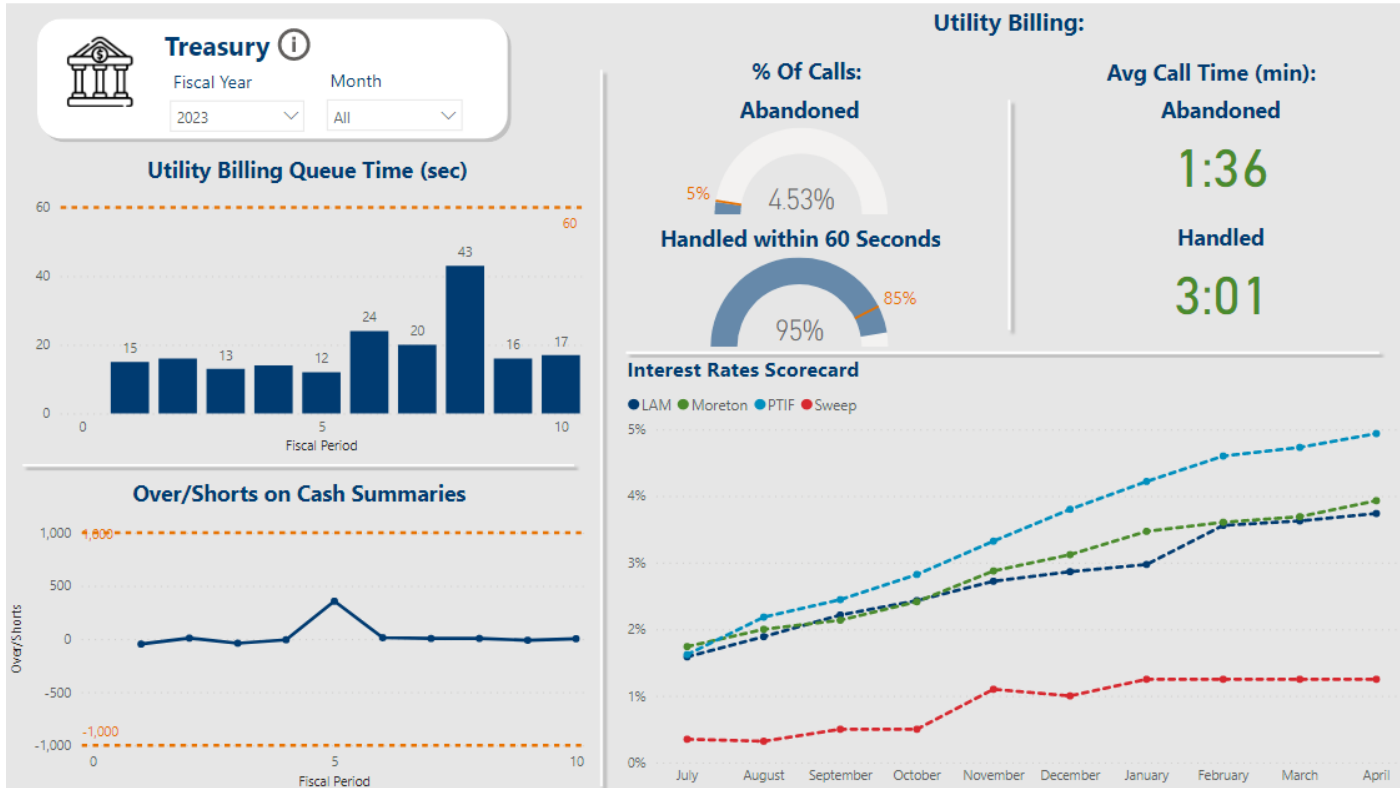 Treasury
Fiscal Year
Month
2023
All
Utility Billing Queue Time (sec)
60
60
40
20
0
15
13
12
24
20
43
16
17
0
5
10
Fiscal Period
Over/Shorts on Cash Summaries
1,000
1,000
500
0
-500
-1,000
-1,000
Over/Shorts
0
5
10
Fiscal Period
Utility Billing:
% Of Calls:
Abandoned
5%
4.53%
Handled within 60 Seconds
85%
95%
Avg Call Time (min):
Abandoned
1:36
Handled
3:01
Interest Rates Scorecard
LAM Moreton PTIF Sweep
5%
4%
3%
2%
1%
0%
July August September October November December January February March April